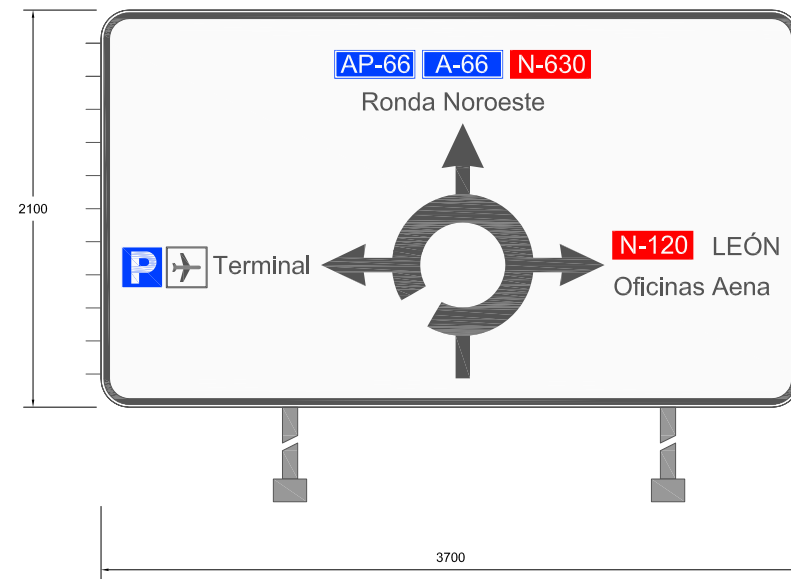 AP-66 A-66 N-630
Ronda Noroeste
2100
N-120 LEÓN
P Terminal
Oficinas Aena
3700